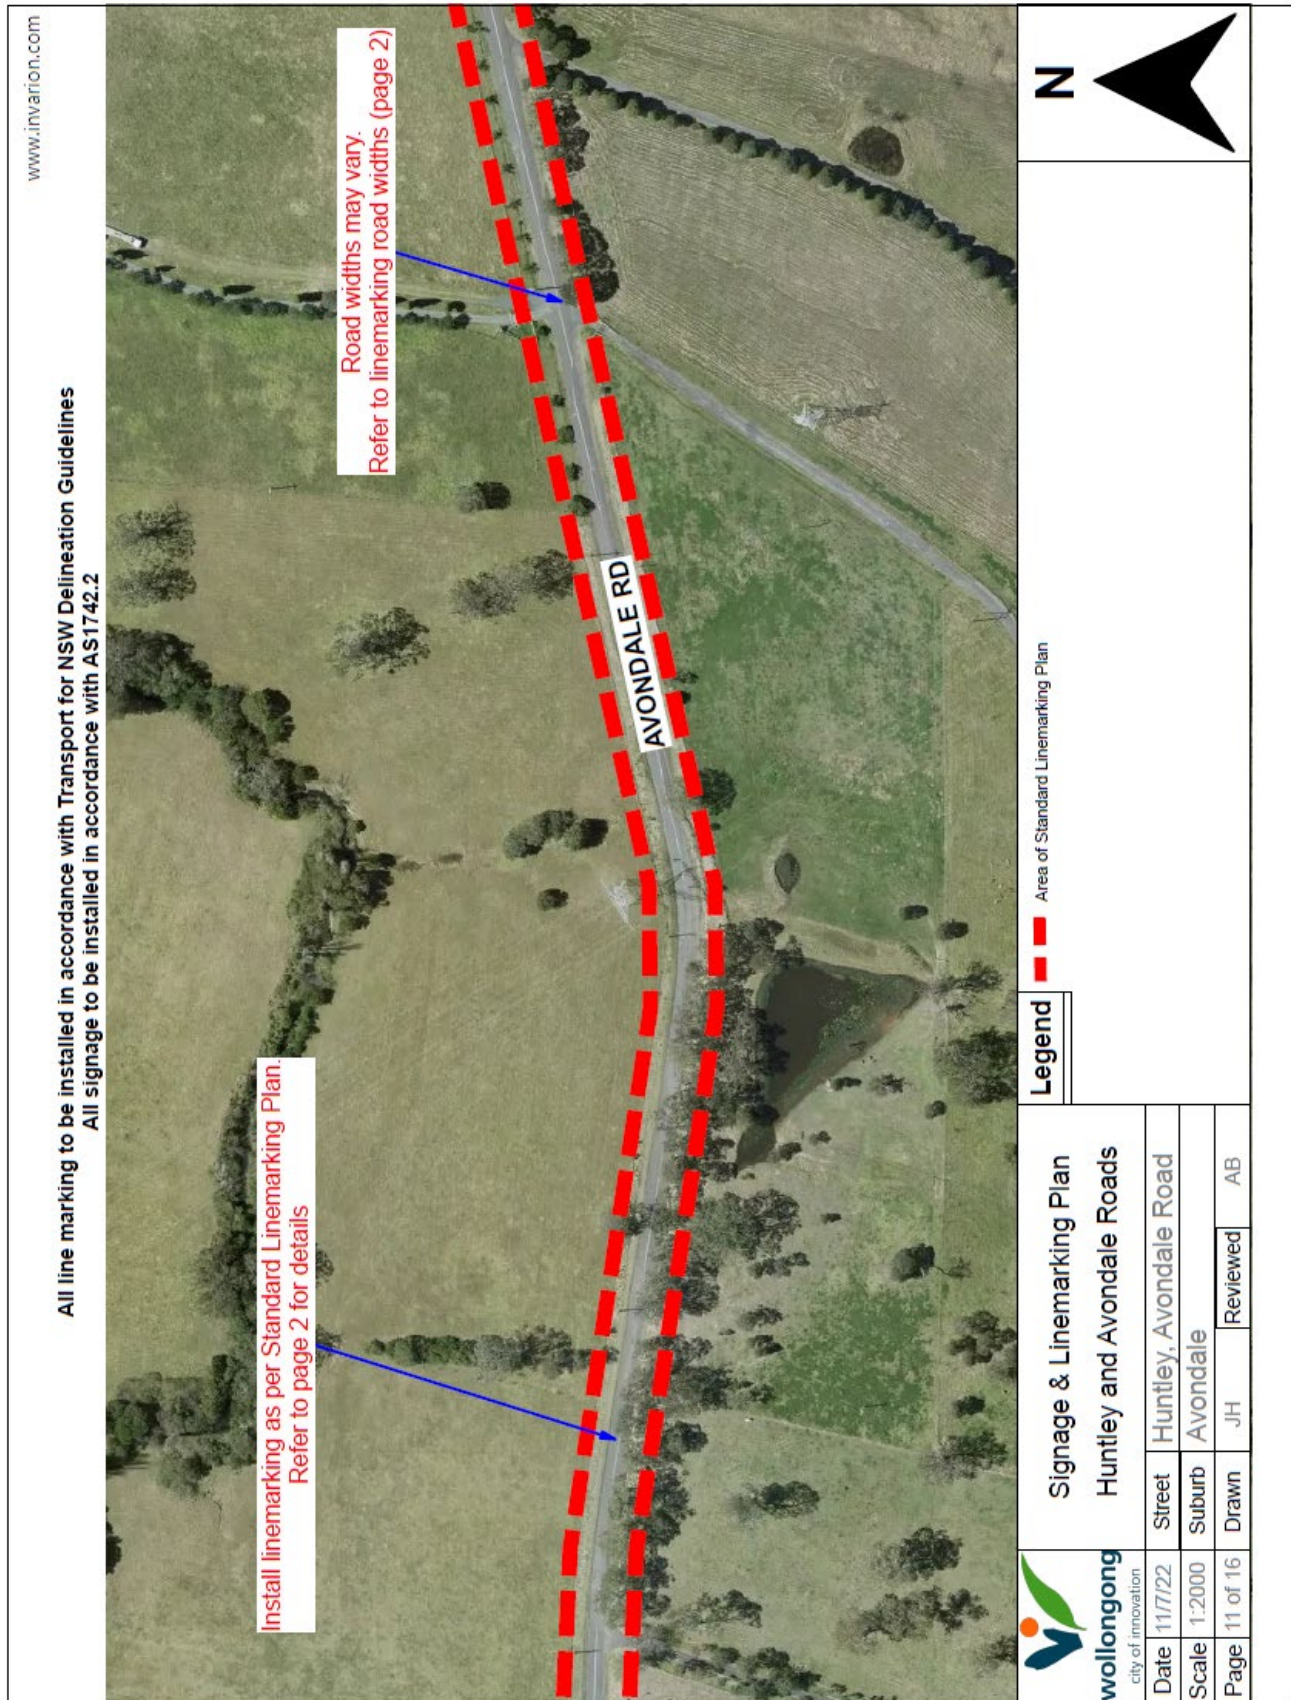 www.invarion.com
All line marking to be installed in accordance with Transport for NSW Delineation Guidelines
All signage to be installed in accordance with AS1742.2
Install linemarking as per Standard Linemarking Plan.
Refer to page 2 for details
Road widths may vary.
Refer to linemarking road widths (page 2)
AVONDALE RD
wollongong
city of innovation
Signage & Linemarking Plan
Huntley and Avondale Roads
Date 11/7/22 Street Huntley, Avondale Road
Scale 1:2000 Suburb Avondale
Page 11 of 16 Drawn JH Reviewed AB
Legend
Area of Standard Linemarking Plan
N